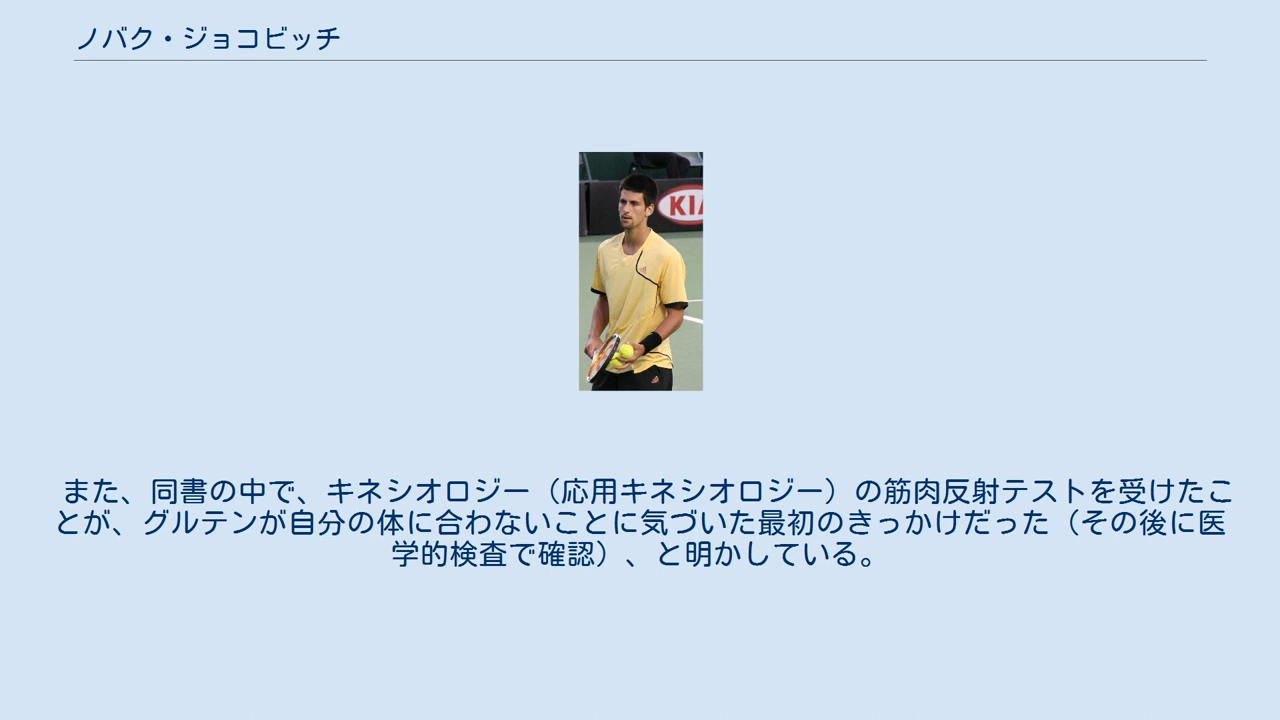 ノバク・ジョコビッチ
KIA
また、同書の中で、キネシオロジー（応用キネシオロジー）の筋肉反射テストを受けたこ
とが、グルテンが自分の体に合わないことに気づいた最初のきっかけだった（その後に医
学的検査で確認）、と明かしている。